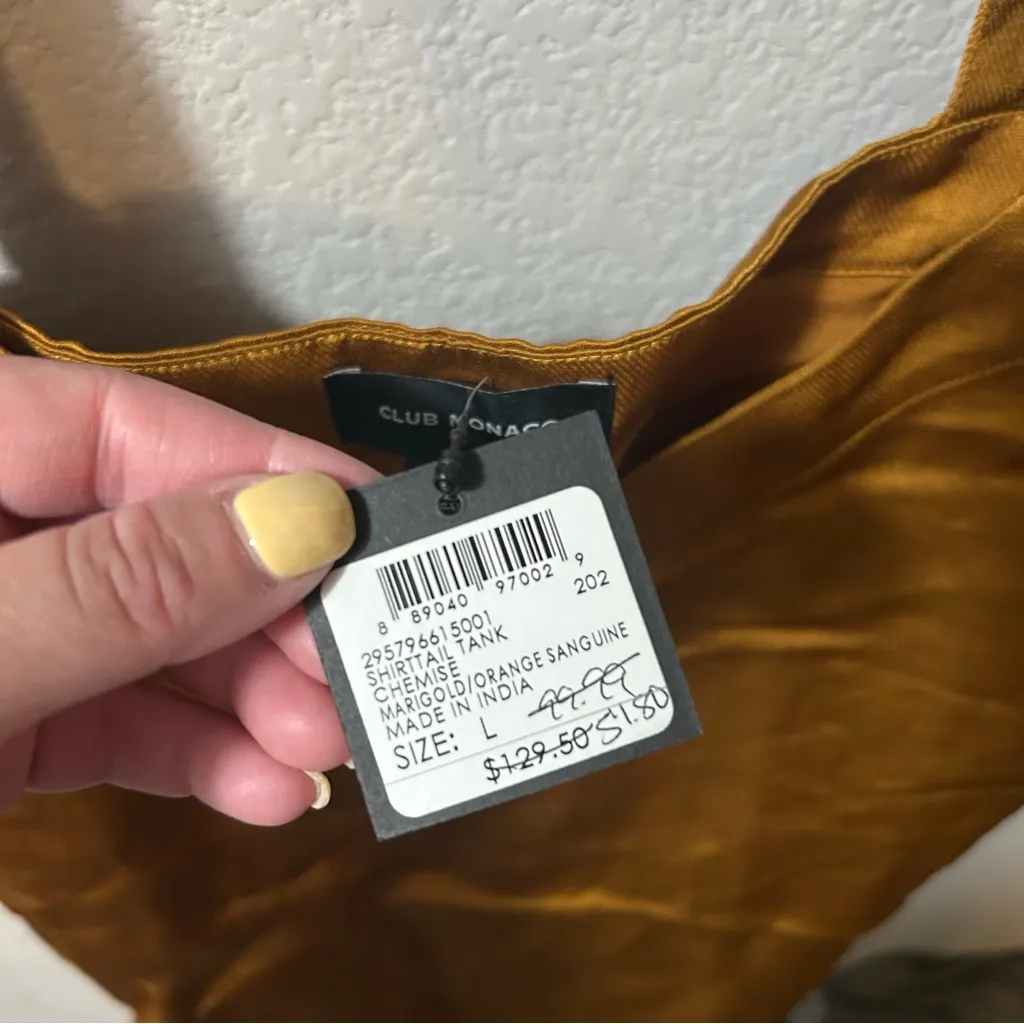 CLUB MONACO
8 89040 97002 9
202
295796615001
SHIRTTAIL TANK
CHEMISE
MARIGOLD/ORANGE SANGUINE
MADE IN INDIA
99.99
SIZE: L
$129.50 51.80